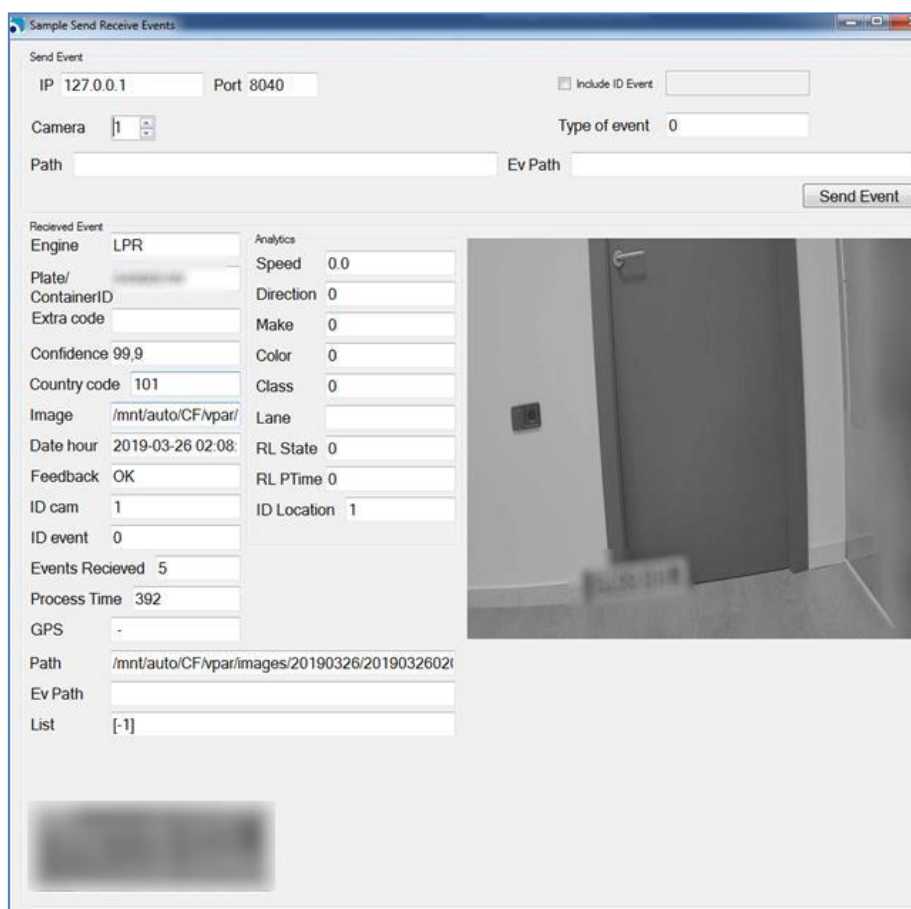 Sample Send Receive Events
Send Event
IP 127.0.0.1 Port 8040 Include ID Event
Camera 1 Type of event 0
Path Ev Path
Send Event
Recieved Event
Engine LPR
Plate/
ContainerID
Extra code
Confidence 99,9
Country code 101
Image /mnt/auto/CF/vpar/
Date hour 2019-03-26 02:08:
Feedback OK
ID cam 1
ID event 0
Events Recieved 5
Process Time 392
GPS -
Path /mnt/auto/CF/vpar/images/20190326/2019032602
Ev Path
List [-1]
Analytics
Speed 0.0
Direction 0
Make 0
Color 0
Class 0
Lane
RL State 0
RL PTime 0
ID Location 1